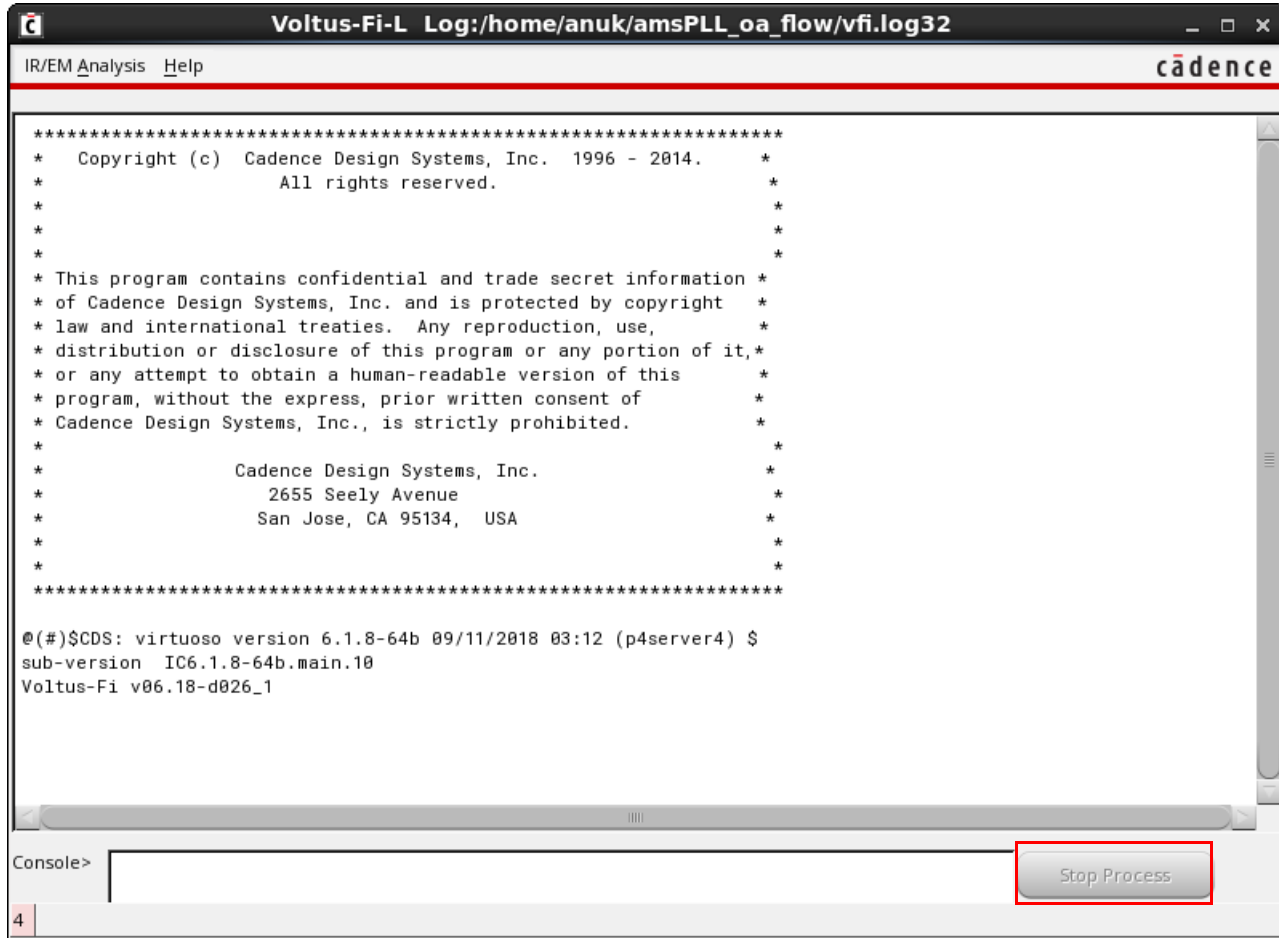 Voltus-Fi-L Log:/home/anuk/amsPLL_oa_flow/vfi.log32
IR/EM Analysis Help
cādence
*******************************************************************
* Copyright (c) Cadence Design Systems, Inc. 1996 - 2014. *
* All rights reserved. *
* *
* *
* *
* This program contains confidential and trade secret information *
* of Cadence Design Systems, Inc. and is protected by copyright *
* law and international treaties. Any reproduction, use, *
* distribution or disclosure of this program or any portion of it,*
* or any attempt to obtain a human-readable version of this *
* program, without the express, prior written consent of *
* Cadence Design Systems, Inc., is strictly prohibited. *
* *
* Cadence Design Systems, Inc. *
* 2655 Seely Avenue *
* San Jose, CA 95134, USA *
* *
* *
*******************************************************************
@(#)$CDS: virtuoso version 6.1.8-64b 09/11/2018 03:12 (p4server4) $
sub-version IC6.1.8-64b.main.10
Voltus-Fi v06.18-d026_1
Console>
Stop Process
4